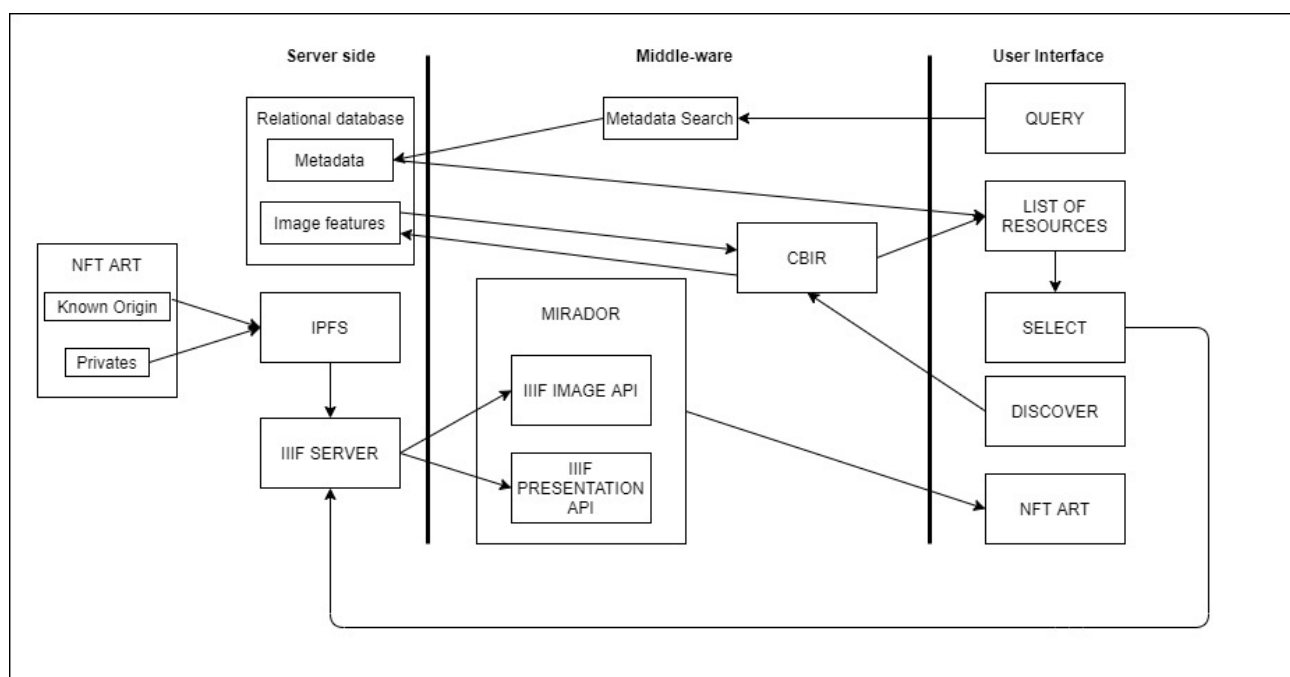 Server side
Middle-ware
User Interface
Relational database
Metadata
Image features
Metadata Search
QUERY
LIST OF
RESOURCES
CBIR
NFT ART
Known Origin
Privates
IPFS
MIRADOR
SELECT
IIIF IMAGE API
DISCOVER
IIIF SERVER
IIIF
PRESENTATION
API
NFT ART